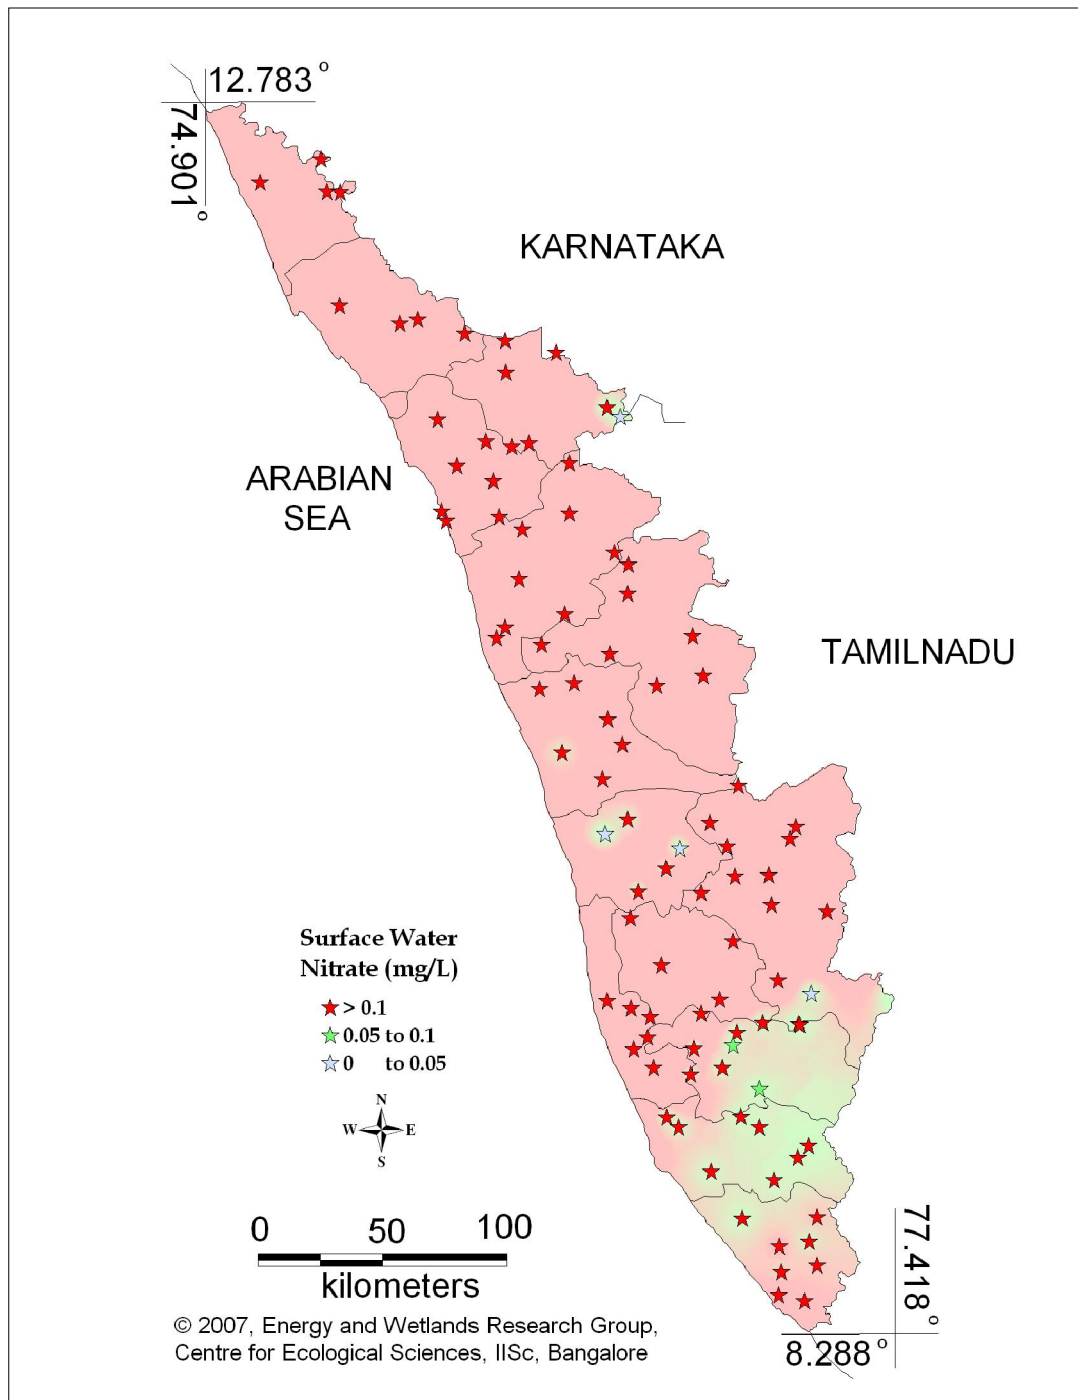 12.783 °
74.901 °
KARNATAKA
ARABIAN
SEA
TAMILNADU
Surface Water
Nitrate (mg/L)
> 0.1
0.05 to 0.1
0 to 0.05
N
W E
S
0 50 100
kilometers
77.418 °
8.288 °
© 2007, Energy and Wetlands Research Group,
Centre for Ecological Sciences, IISc, Bangalore